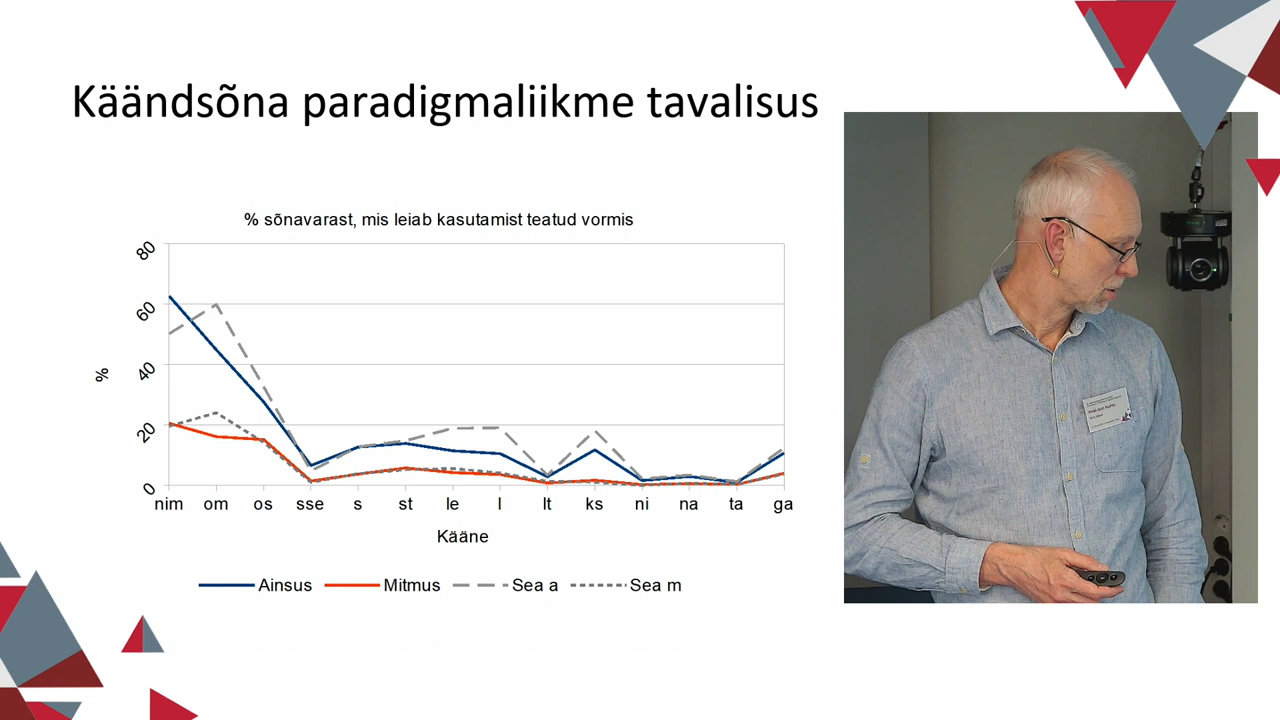 Käändsõna paradigmaliikme tavalisus
% sõnavarast, mis leiab kasutamist teatud vormis
80
60
40
20
0
%
nim om os sse s st le l lt ks ni na ta ga
Kääne
Ainsus Mitmus Sea a Sea m